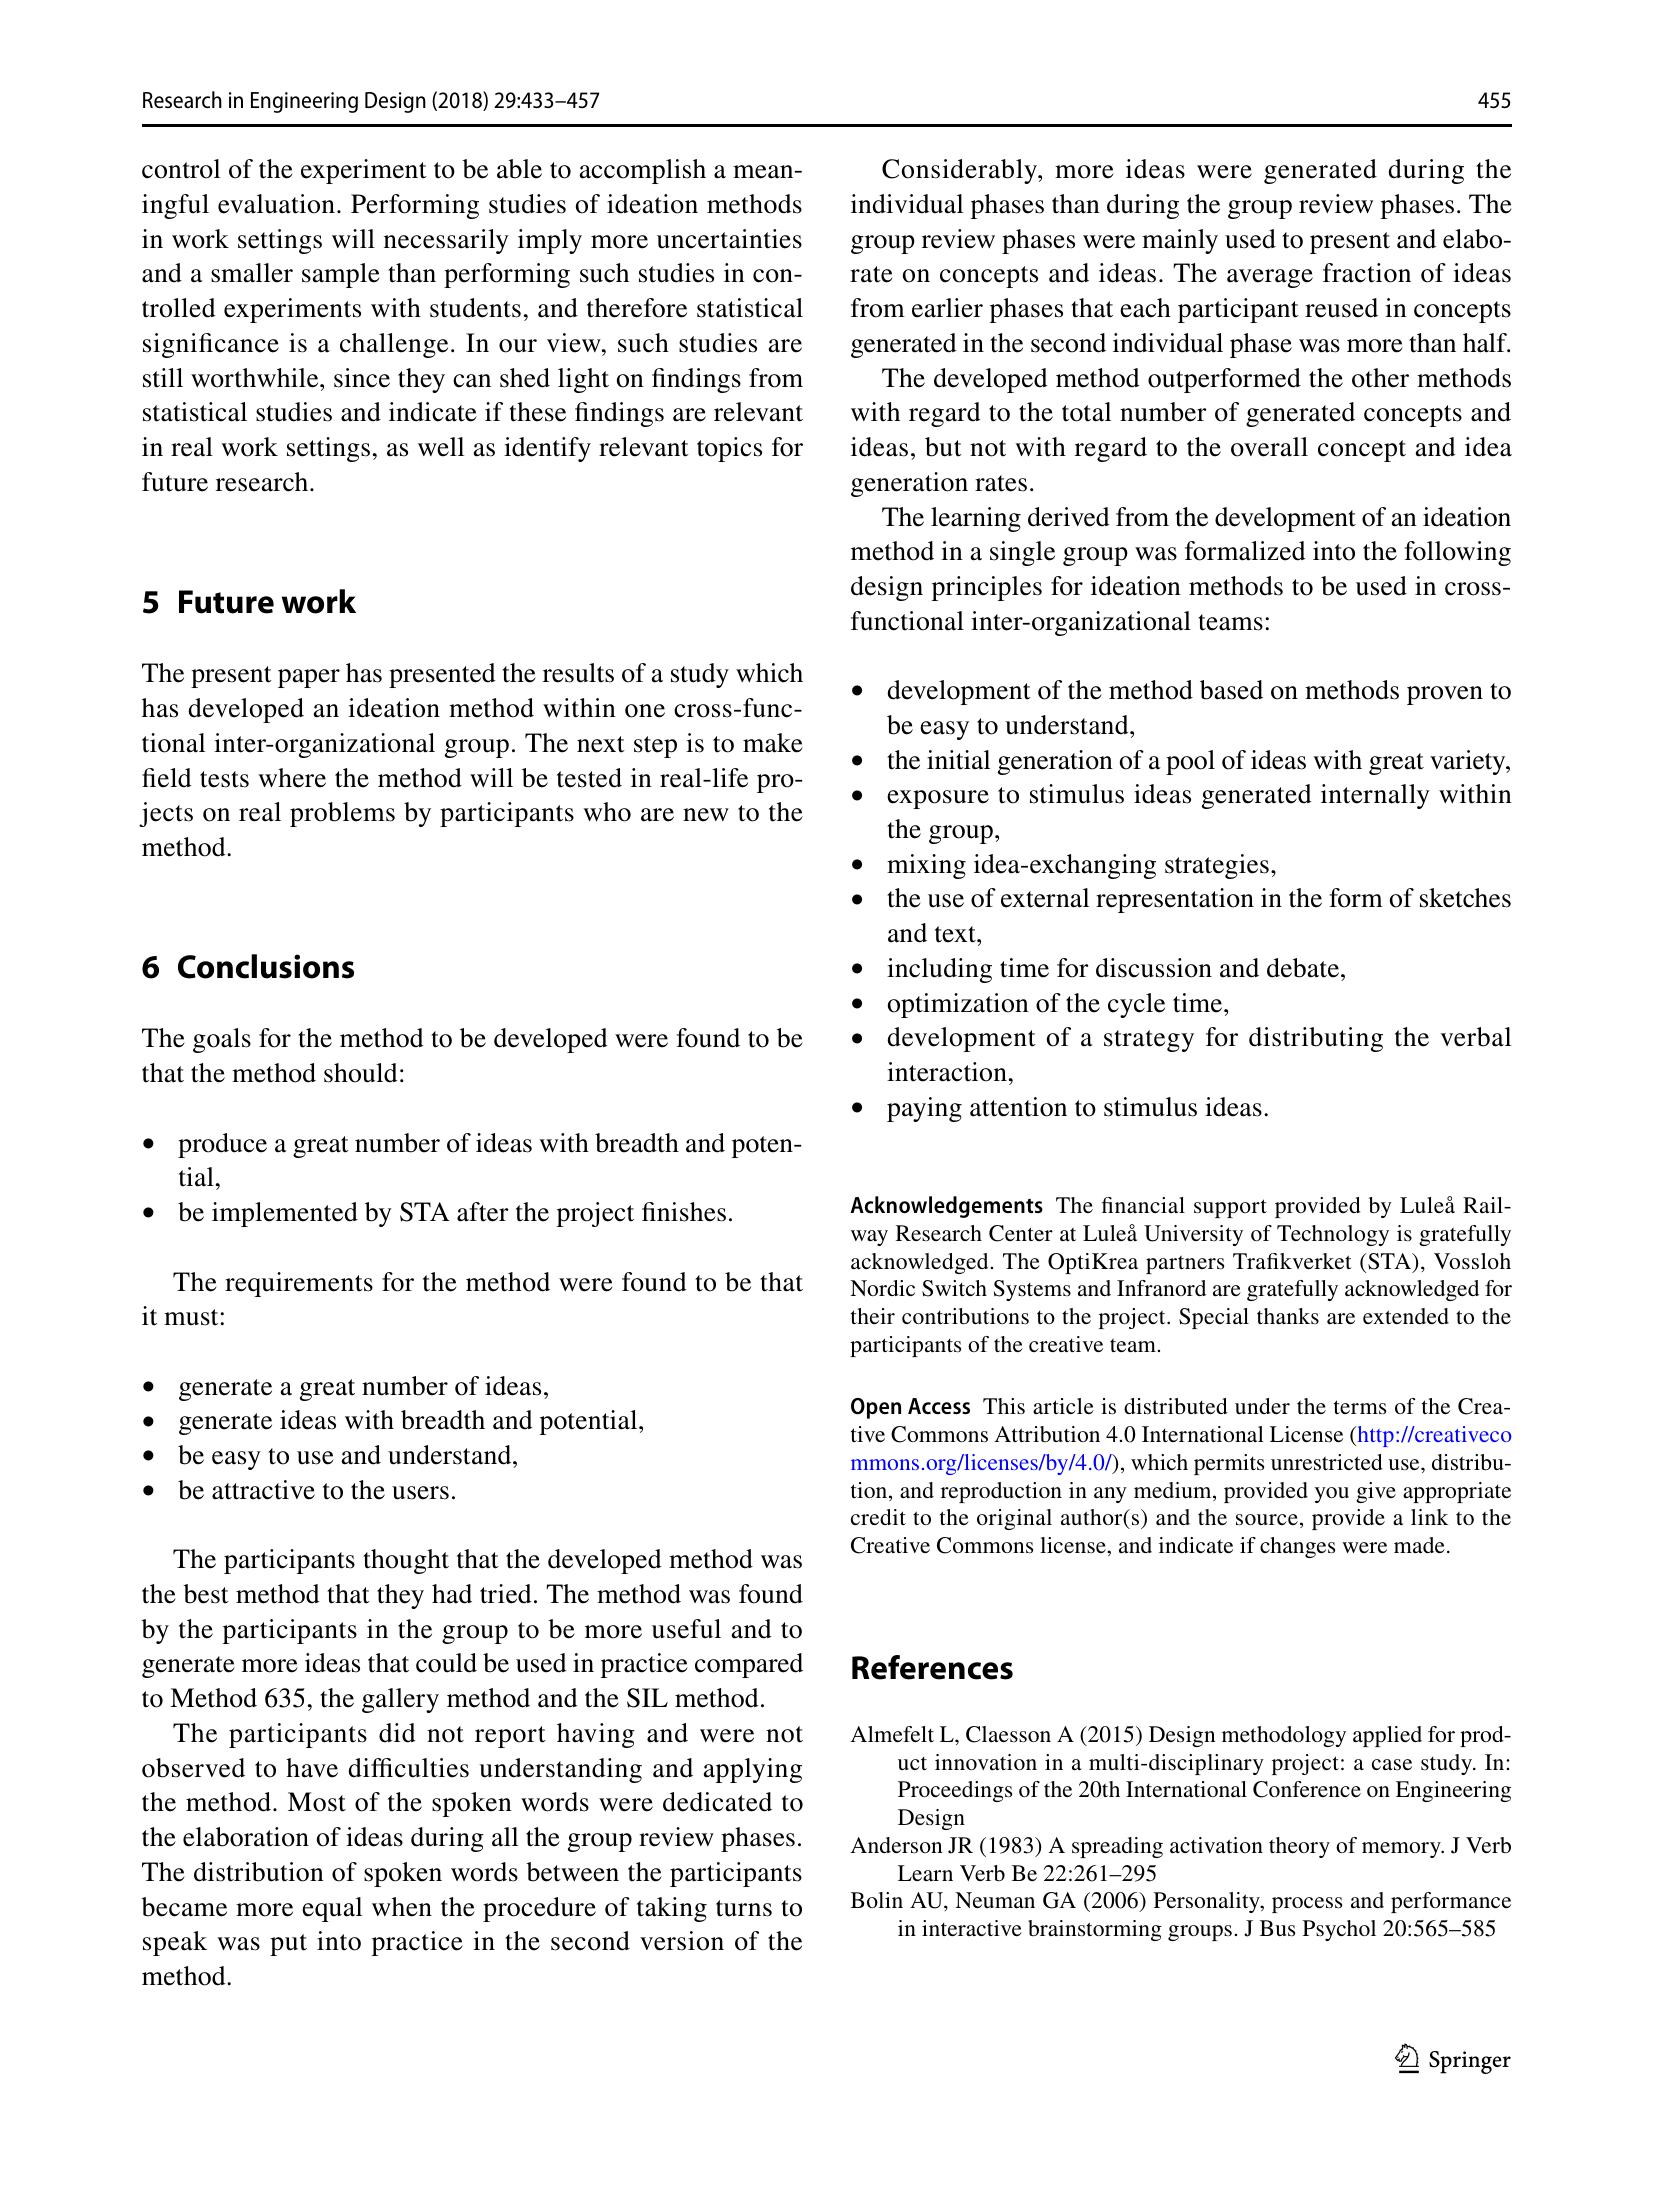 Research in Engineering Design (2018) 29:433–457
455
control of the experiment to be able to accomplish a mean-
ingful evaluation. Performing studies of ideation methods
in work settings will necessarily imply more uncertainties
and a smaller sample than performing such studies in con-
trolled experiments with students, and therefore statistical
significance is a challenge. In our view, such studies are
still worthwhile, since they can shed light on findings from
statistical studies and indicate if these findings are relevant
in real work settings, as well as identify relevant topics for
future research.
5 Future work
The present paper has presented the results of a study which
has developed an ideation method within one cross-func-
tional inter-organizational group. The next step is to make
field tests where the method will be tested in real-life pro-
jects on real problems by participants who are new to the
method.
6 Conclusions
The goals for the method to be developed were found to be
that the method should:
• produce a great number of ideas with breadth and poten-
tial,
• be implemented by STA after the project finishes.
The requirements for the method were found to be that
it must:
• generate a great number of ideas,
• generate ideas with breadth and potential,
• be easy to use and understand,
• be attractive to the users.
The participants thought that the developed method was
the best method that they had tried. The method was found
by the participants in the group to be more useful and to
generate more ideas that could be used in practice compared
to Method 635, the gallery method and the SIL method.
The participants did not report having and were not
observed to have difficulties understanding and applying
the method. Most of the spoken words were dedicated to
the elaboration of ideas during all the group review phases.
The distribution of spoken words between the participants
became more equal when the procedure of taking turns to
speak was put into practice in the second version of the
method.
Considerably, more ideas were generated during the
individual phases than during the group review phases. The
group review phases were mainly used to present and elabo-
rate on concepts and ideas. The average fraction of ideas
from earlier phases that each participant reused in concepts
generated in the second individual phase was more than half.
The developed method outperformed the other methods
with regard to the total number of generated concepts and
ideas, but not with regard to the overall concept and idea
generation rates.
The learning derived from the development of an ideation
method in a single group was formalized into the following
design principles for ideation methods to be used in cross-
functional inter-organizational teams:
• development of the method based on methods proven to
be easy to understand,
• the initial generation of a pool of ideas with great variety,
• exposure to stimulus ideas generated internally within
the group,
• mixing idea-exchanging strategies,
• the use of external representation in the form of sketches
and text,
• including time for discussion and debate,
• optimization of the cycle time,
• development of a strategy for distributing the verbal
interaction,
• paying attention to stimulus ideas.
Acknowledgements The financial support provided by Luleå Rail-
way Research Center at Luleå University of Technology is gratefully
acknowledged. The OptiKrea partners Trafikverket (STA), Vossloh
Nordic Switch Systems and Infranord are gratefully acknowledged for
their contributions to the project. Special thanks are extended to the
participants of the creative team.
Open Access This article is distributed under the terms of the Crea-
tive Commons Attribution 4.0 International License (http://creativeco
mmons.org/licenses/by/4.0/), which permits unrestricted use, distribu-
tion, and reproduction in any medium, provided you give appropriate
credit to the original author(s) and the source, provide a link to the
Creative Commons license, and indicate if changes were made.
References
Almefelt L, Claesson A (2015) Design methodology applied for prod-
uct innovation in a multi-disciplinary project: a case study. In:
Proceedings of the 20th International Conference on Engineering
Design
Anderson JR (1983) A spreading activation theory of memory. J Verb
Learn Verb Be 22:261–295
Bolin AU, Neuman GA (2006) Personality, process and performance
in interactive brainstorming groups. J Bus Psychol 20:565–585
Springer